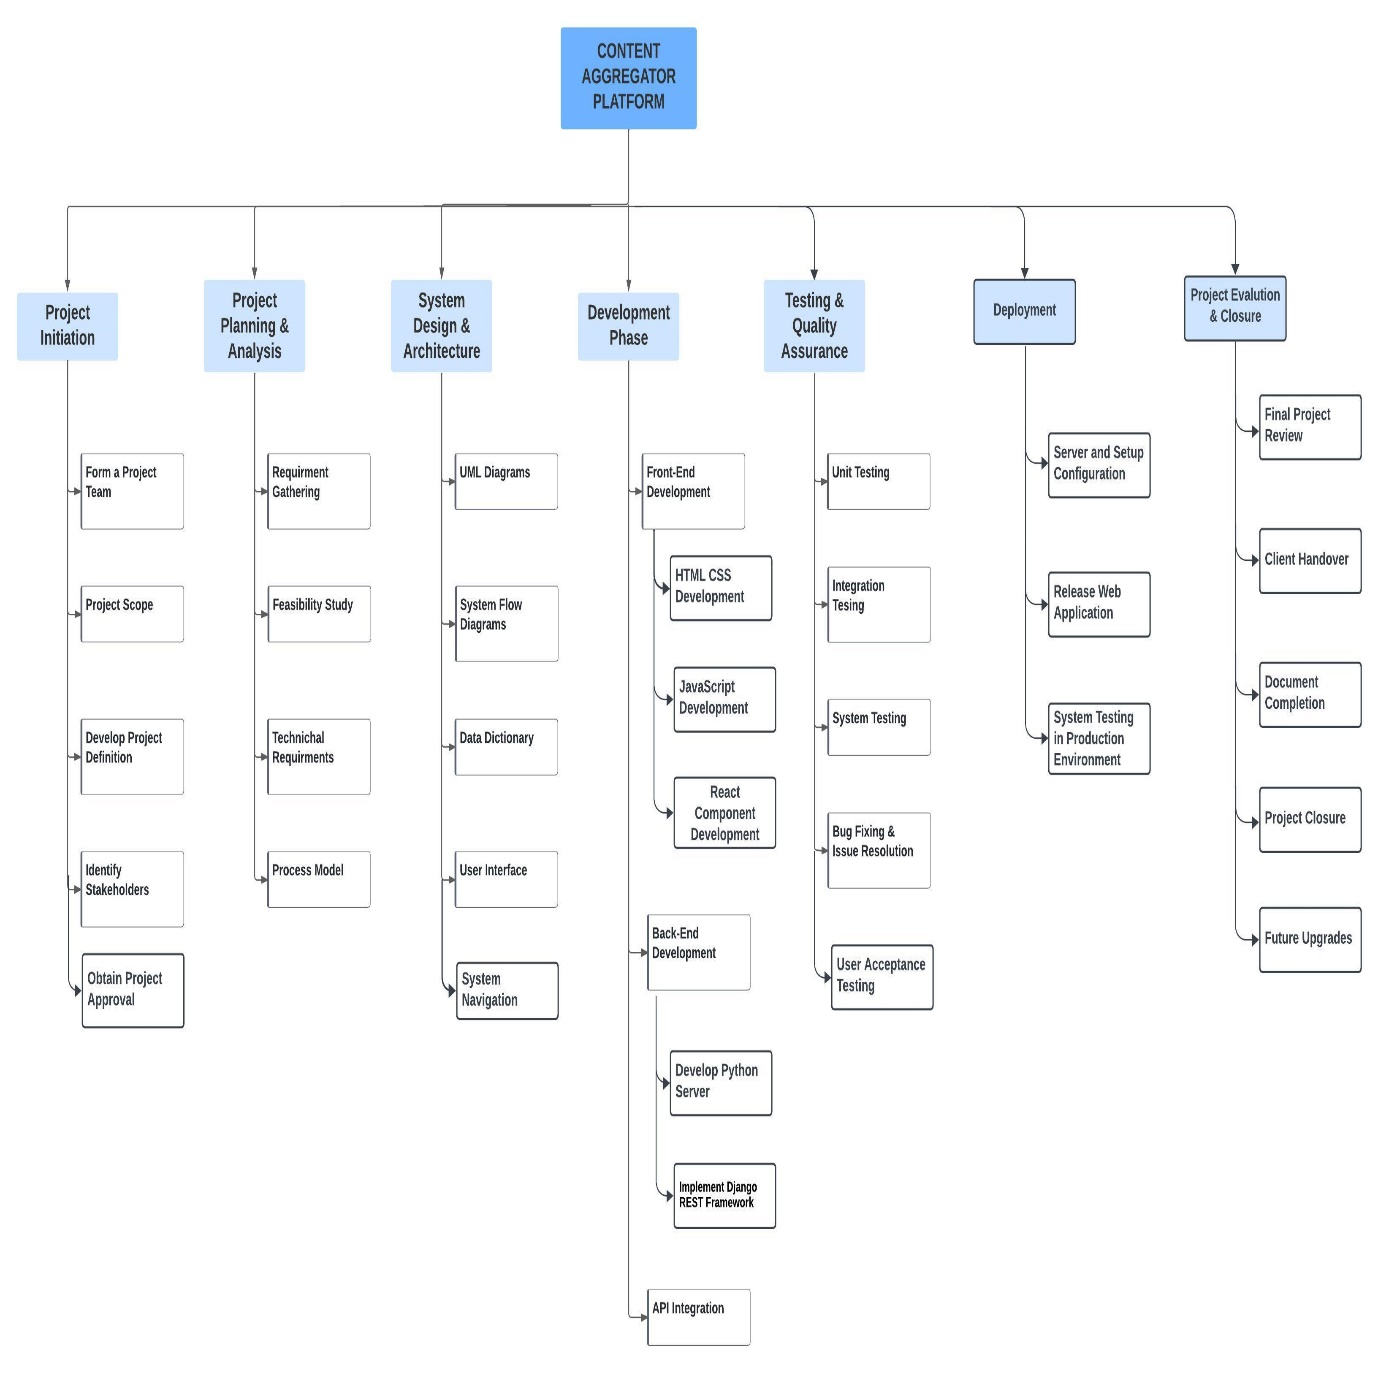 CONTENT
AGGREGATOR
PLATFORM
Project
Initiation
Project
Planning &
Analysis
System
Design &
Architecture
Development
Phase
Testing &
Quality
Assurance
Deployment
Project Evalution
& Closure
Form a Project
Team
Project Scope
Develop Project
Definition
Identify
Stakeholders
Obtain Project
Approval
Requirment
Gathering
Feasibility Study
Technichal
Requirments
Process Model
UML Diagrams
System Flow
Diagrams
Data Dictionary
User Interface
System
Navigation
Front-End
Development
HTML CSS
Development
JavaScript
Development
React
Component
Development
Back-End
Development
Develop Python
Server
Implement Django
REST Framework
API Integration
Unit Testing
Integration
Tesing
System Testing
Bug Fixing &
Issue Resolution
User Acceptance
Testing
Server and Setup
Configuration
Release Web
Application
System Testing
in Production
Environment
Final Project
Review
Client Handover
Document
Completion
Project Closure
Future Upgrades